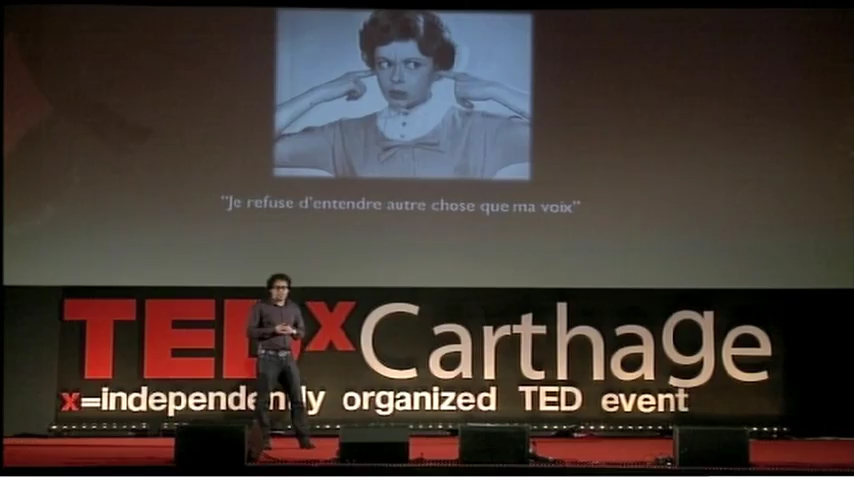 "Je refuse d'entendre autre chose que ma voix"
TEDxCarthage
x=independently organized TED event